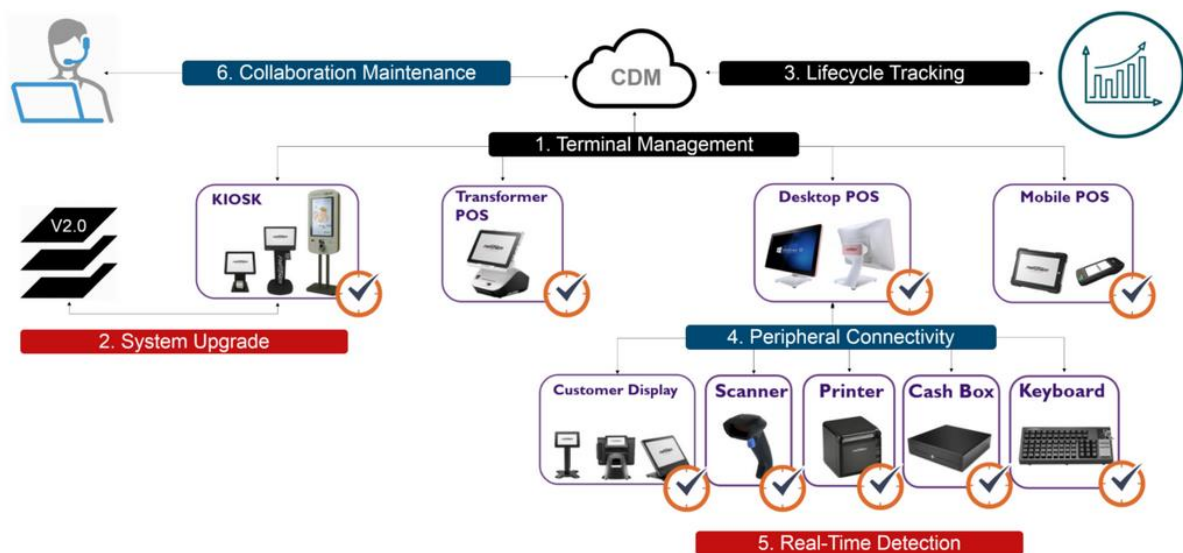 6. Collaboration Maintenance
CDM
3. Lifecycle Tracking
1. Terminal Management
KIOSK
Transformer
POS
Desktop POS
Mobile POS
V2.0
2. System Upgrade
4. Peripheral Connectivity
Customer Display
Scanner
Printer
Cash Box
Keyboard
5. Real-Time Detection